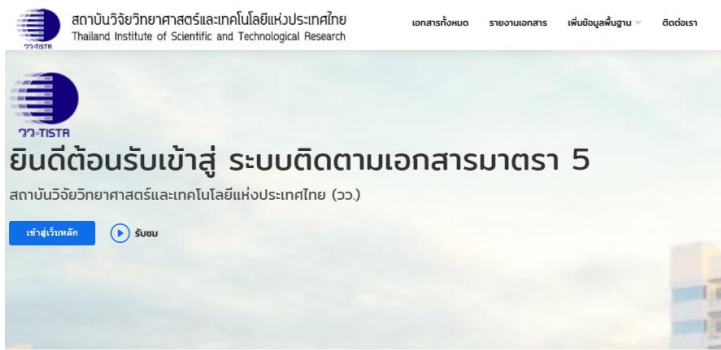 สถาบันวิจัยวิทยาศาสตร์และเทคโนโลยีแห่งประเทศไทย
Thailand Institute of Scientific and Technological Research
วว-TISTR
เอกสารทั้งหมด รายงานเอกสาร เพิ่มข้อมูลพื้นฐาน ติดต่อเรา
วว-TISTR
ยินดีต้อนรับเข้าสู่ ระบบติดตามเอกสารมาตรา 5
สถาบันวิจัยวิทยาศาสตร์และเทคโนโลยีแห่งประเทศไทย (วว.)
เข้าสู่เว็บหลัก รับชม